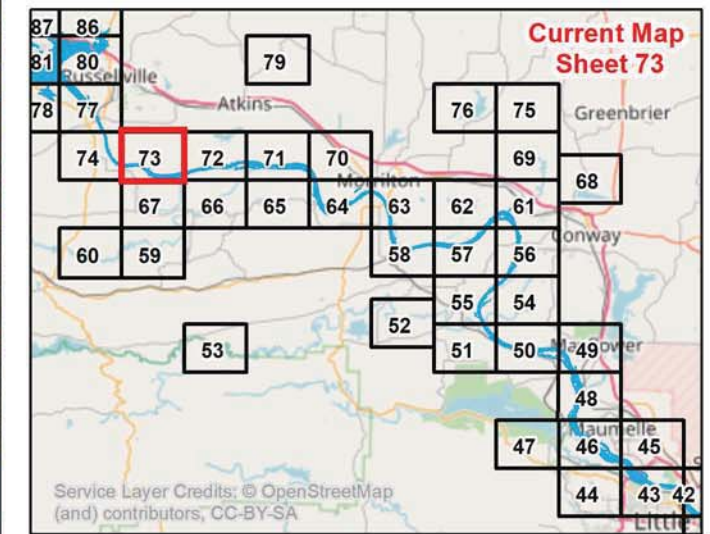 Current Map
Sheet 73
87 86
81 80 79
Russellville
Atkins
78 77 76 75
Greenbrier
74 73 72 71 70 69
68
Morrilton
67 66 65 64 63 62 61
Conway
60 59 58 57 56
55 54
53 52 51 50 49
48
Maumelle
47 46 45
44 43 42
Little
Service Layer Credits: © OpenStreetMap
(and) contributors, CC-BY-SA